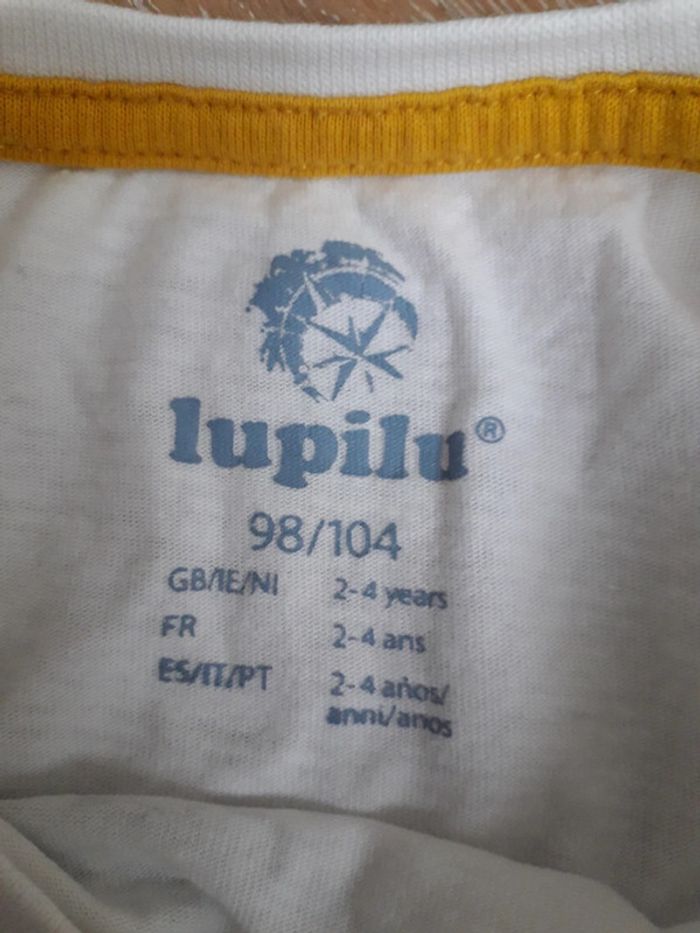 lupilu®
98/104
GB/IE/NI 2-4 years
FR 2-4 ans
ES/IT/PT 2-4 años/
anni/anos